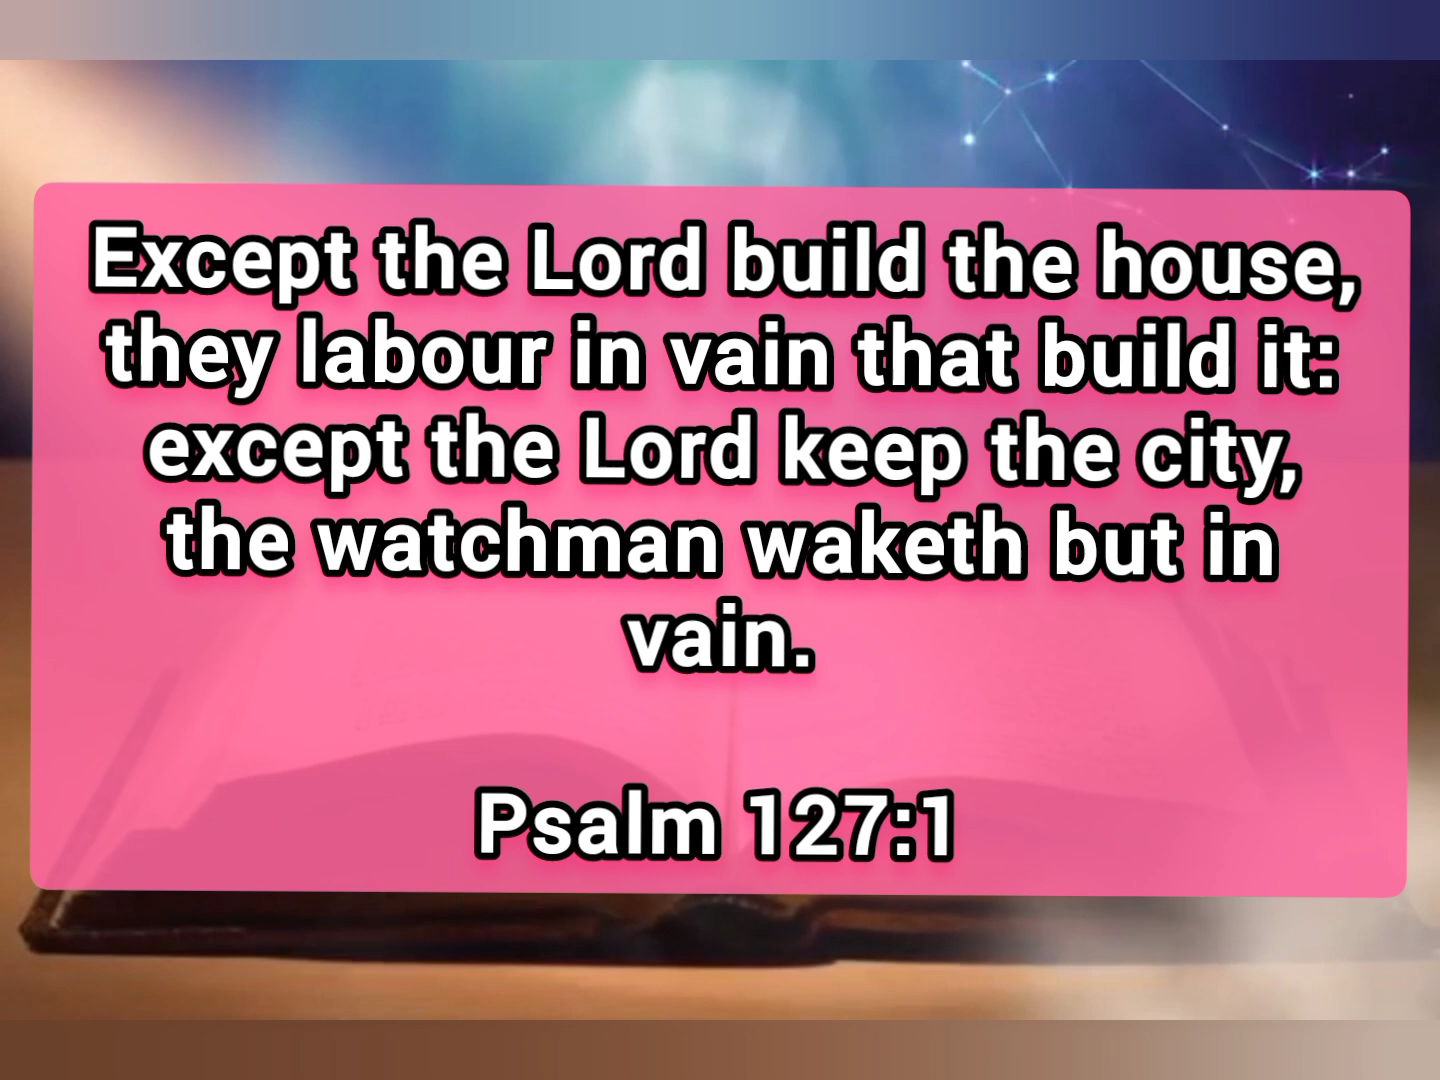 Except the Lord build the house,
they labour in vain that build it:
except the Lord keep the city,
the watchman waketh but in
vain.
Psalm 127:1